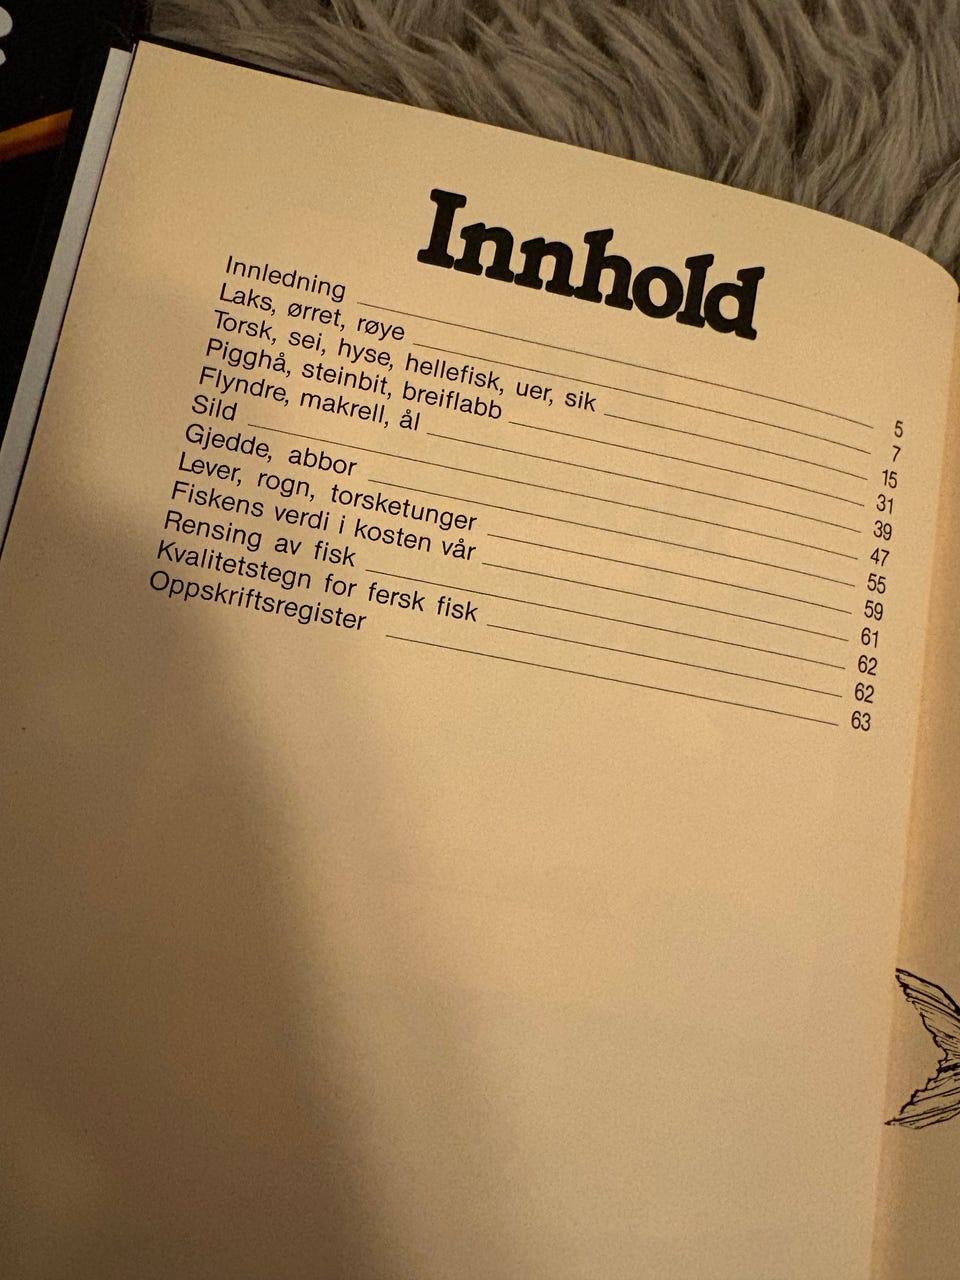 Innhold
Innledning 5
Laks, ørret, røye 7
Torsk, sei, hyse, hellefisk, uer, sik 15
Pigghå, steinbit, breiflabb 31
Flyndre, makrell, ål 39
Sild 47
Gjedde, abbor 55
Lever, rogn, torsketunger 59
Fiskens verdi i kosten vår 61
Rensing av fisk 62
Kvalitetstegn for fersk fisk 62
Oppskriftsregister 63